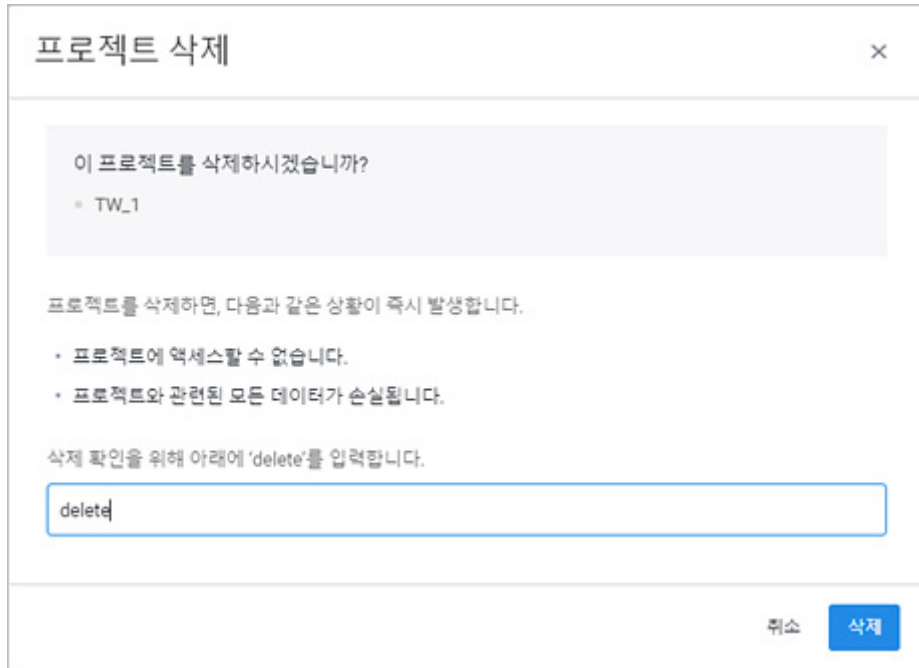 프로젝트 삭제
이 프로젝트를 삭제하시겠습니까?
TW_1
프로젝트를 삭제하면, 다음과 같은 상황이 즉시 발생합니다.
• 프로젝트에 액세스할 수 없습니다.
• 프로젝트와 관련된 모든 데이터가 손실됩니다.
삭제 확인을 위해 아래에 'delete'를 입력합니다.
delete
취소 삭제